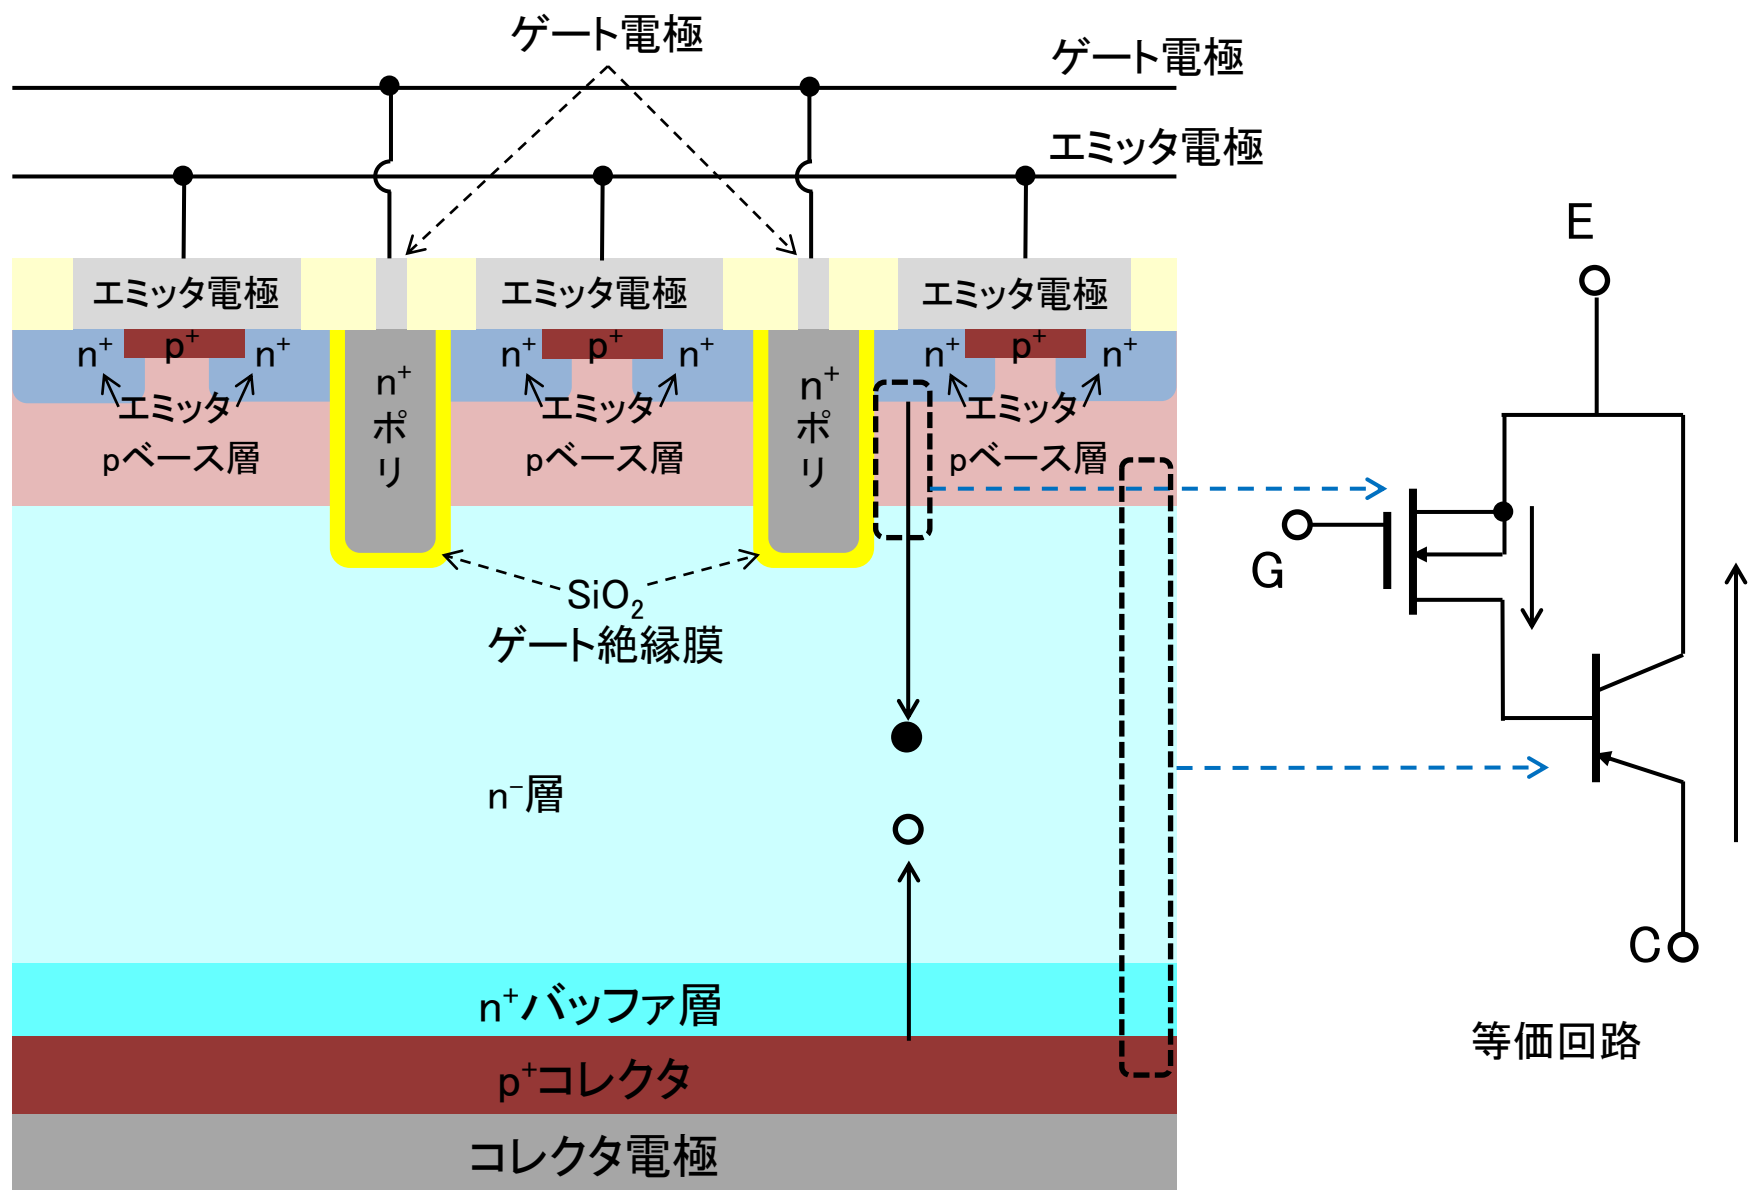 ゲート電極
ゲート電極
エミッタ電極
E
エミッタ電極
エミッタ電極
エミッタ電極
n⁺ p⁺ n⁺
n⁺ p⁺ n⁺
n⁺ p⁺ n⁺
n⁺
ポ
リ
n⁺
ポ
リ
エミッタ
エミッタ
エミッタ
pベース層
pベース層
pベース層
G
SiO₂
ゲート絶縁膜
n⁻層
C
n⁺バッファ層
等価回路
p⁺コレクタ
コレクタ電極